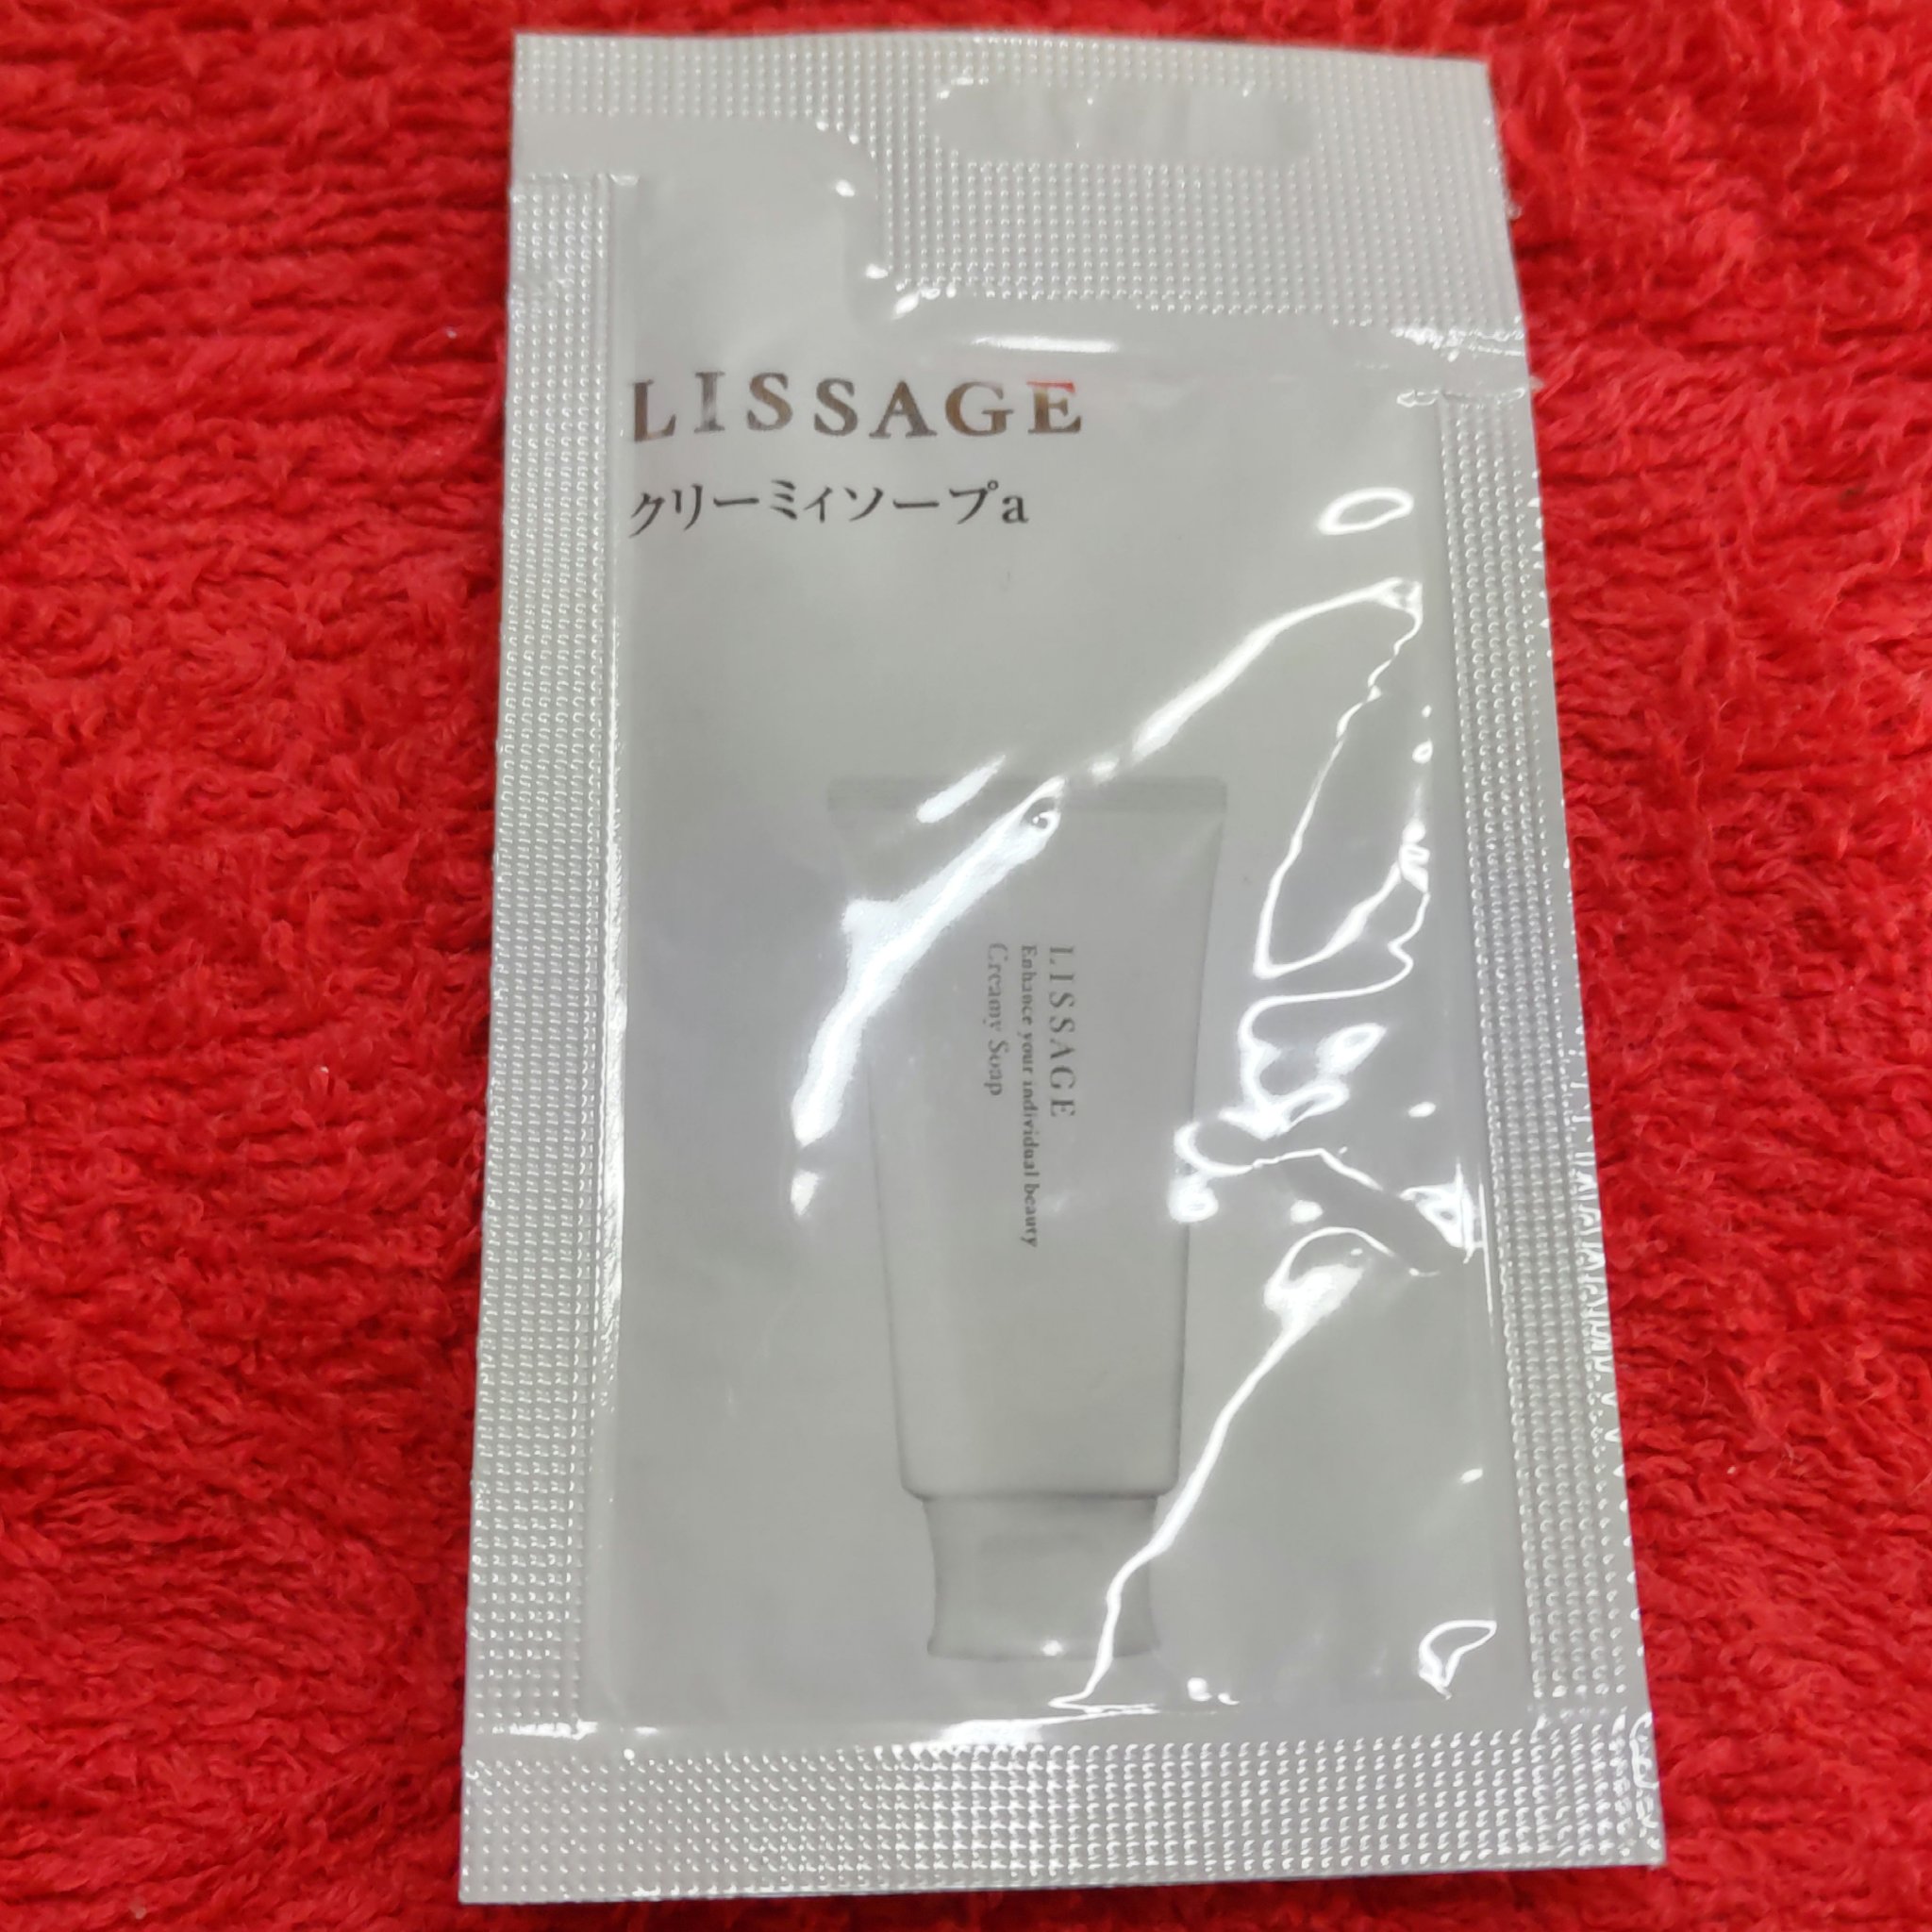 LISSAGE
クリーミィソープa
LISSAGE
Enhance your individual beauty
Creamy Soap